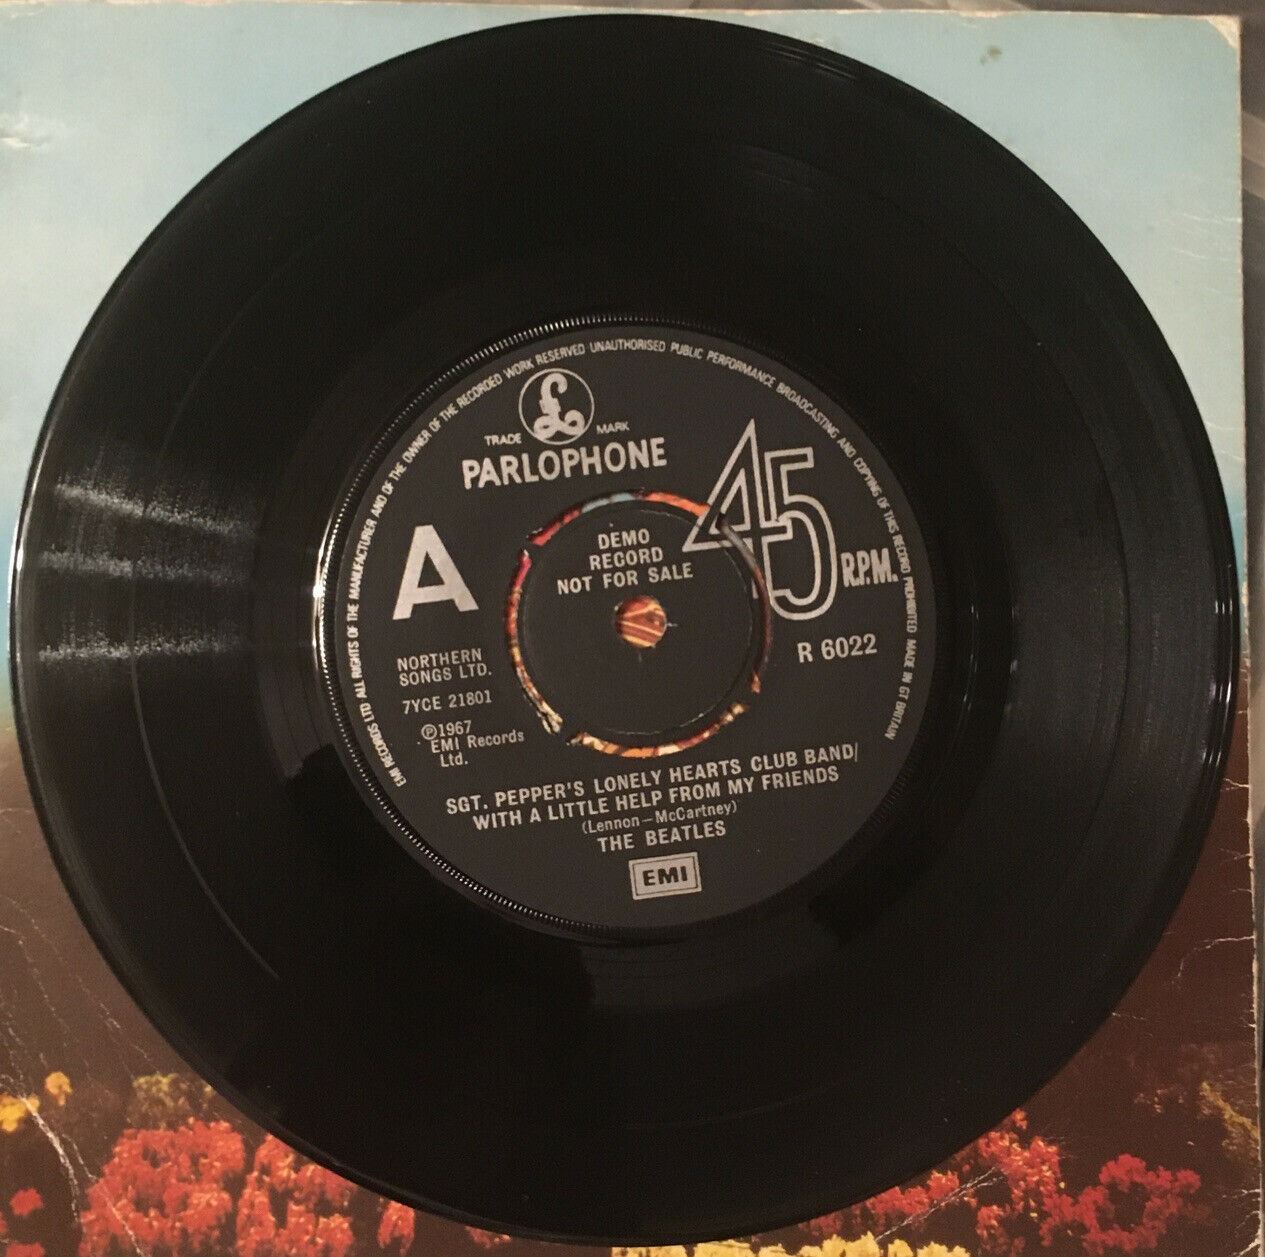 EMI RECORDS LTD ALL RIGHTS OF THE MANUFACTURER AND OF THE OWNER OF THE RECORDED WORK RESERVED UNAUTHORISED PUBLIC PERFORMANCE BROADCASTING AND COPYING OF THIS RECORD PROHIBITED MADE IN GT BRITAIN
£
TRADE MARK
PARLOPHONE
45
R.P.M.
A
DEMO
RECORD
NOT FOR SALE
R 6022
NORTHERN
SONGS LTD.
7YCE 21801
℗1967
EMI Records
Ltd.
SGT. PEPPER'S LONELY HEARTS CLUB BAND/
WITH A LITTLE HELP FROM MY FRIENDS
(Lennon–McCartney)
THE BEATLES
EMI